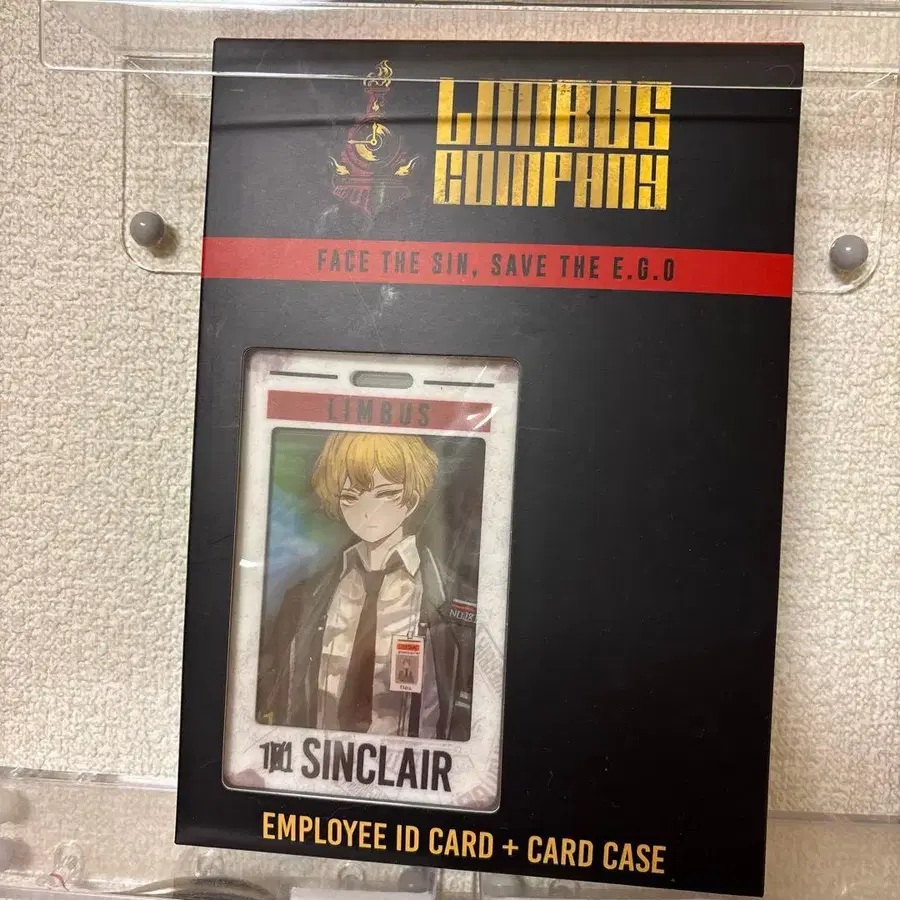 LIMBUS
COMPANY
FACE THE SIN, SAVE THE E.G.O
LIMBUS
SINCLAIR
EMPLOYEE ID CARD + CARD CASE